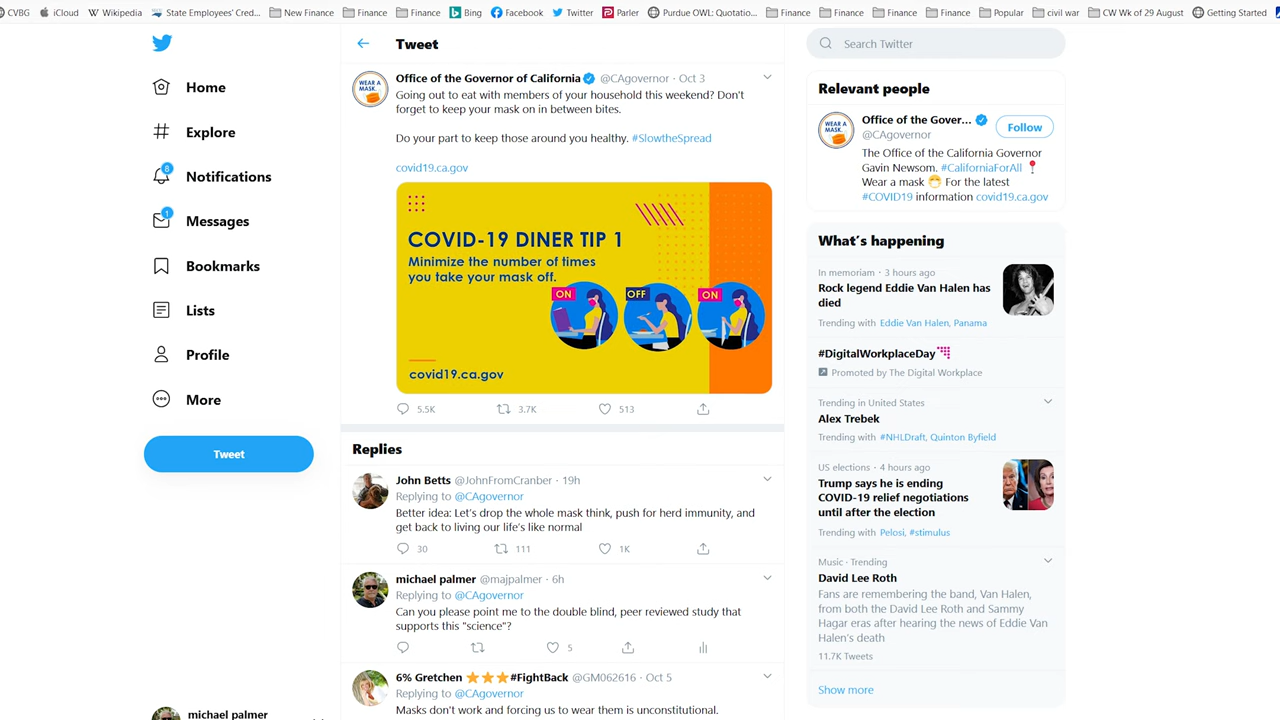 CVBG iCloud Wikipedia State Employees' Cred... New Finance Finance Finance Bing Facebook Twitter Parler Purdue OWL: Quotatio... Finance Finance Finance Finance Popular civil war CW Wk of 29 August Getting Started
Home
Explore
6
Notifications
1
Messages
Bookmarks
Lists
Profile
More
Tweet
michael palmer
Tweet
WEAR A MASK
Office of the Governor of California @CAgovernor · Oct 3
Going out to eat with members of your household this weekend? Don't
forget to keep your mask on in between bites.
Do your part to keep those around you healthy. #SlowtheSpread
covid19.ca.gov
COVID-19 DINER TIP 1
Minimize the number of times
you take your mask off.
ON OFF ON
covid19.ca.gov
5.5K 3.7K 513
Replies
John Betts @JohnFromCranber · 19h
Replying to @CAgovernor
Better idea: Let's drop the whole mask think, push for herd immunity, and
get back to living our life's like normal
30 111 1K
michael palmer @majpalmer · 6h
Replying to @CAgovernor
Can you please point me to the double blind, peer reviewed study that
supports this "science"?
5
6% Gretchen ⭐⭐⭐#FightBack @GM062616 · Oct 5
Replying to @CAgovernor
Masks don't work and forcing us to wear them is unconstitutional.
Search Twitter
Relevant people
WEAR A MASK
Office of the Gover...
@CAgovernor
Follow
The Office of the California Governor
Gavin Newsom. #CaliforniaForAll 📍
Wear a mask 😷 For the latest
#COVID19 information covid19.ca.gov
What's happening
In memoriam · 3 hours ago
Rock legend Eddie Van Halen has
died
Trending with Eddie Van Halen, Panama
#DigitalWorkplaceDay
Promoted by The Digital Workplace
Trending in United States
Alex Trebek
Trending with #NHLDraft, Quinton Byfield
US elections · 4 hours ago
Trump says he is ending
COVID-19 relief negotiations
until after the election
Trending with Pelosi, #stimulus
Music · Trending
David Lee Roth
Fans are remembering the band, Van Halen,
from both the David Lee Roth and Sammy
Hagar eras after hearing the news of Eddie Van
Halen's death
11.7K Tweets
Show more